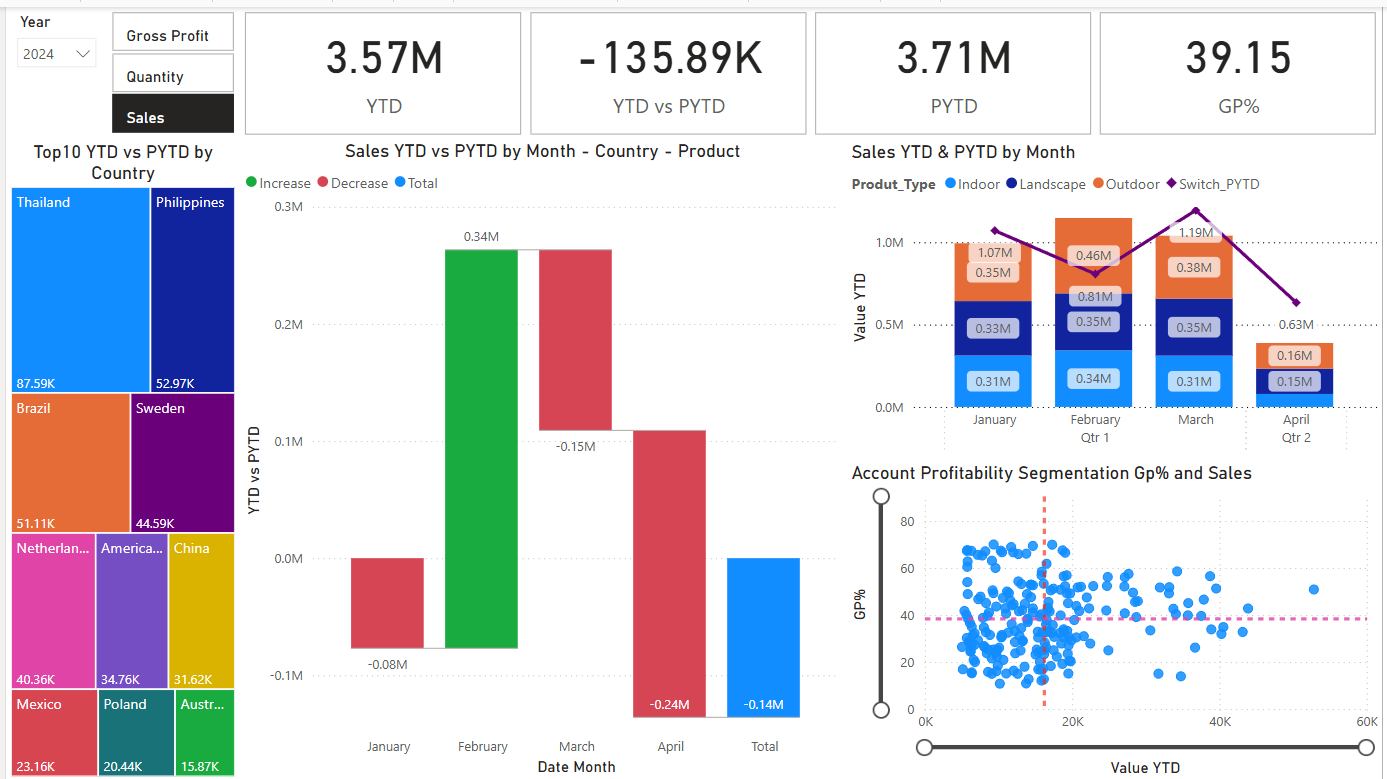 Year
2024
Gross Profit
Quantity
Sales
3.57M
YTD
-135.89K
YTD vs PYTD
3.71M
PYTD
39.15
GP%
Top10 YTD vs PYTD by
Country
Thailand
87.59K
Philippines
52.97K
Brazil
51.11K
Sweden
44.59K
Netherlan...
40.36K
America...
34.76K
China
31.62K
Mexico
23.16K
Poland
20.44K
Austr...
15.87K
Sales YTD vs PYTD by Month - Country - Product
Increase Decrease Total
YTD vs PYTD
0.3M
0.2M
0.1M
0.0M
-0.1M
-0.08M
0.34M
-0.15M
-0.24M
-0.14M
January February March April Total
Date Month
Sales YTD & PYTD by Month
Produt_Type Indoor Landscape Outdoor Switch_PYTD
Value YTD
1.0M
0.5M
0.0M
1.07M
0.35M
0.33M
0.31M
0.46M
0.81M
0.35M
0.34M
1.19M
0.38M
0.35M
0.31M
0.63M
0.16M
0.15M
January February March April
Qtr 1 Qtr 2
Account Profitability Segmentation Gp% and Sales
GP%
80
60
40
20
0
0K 20K 40K 60K
Value YTD